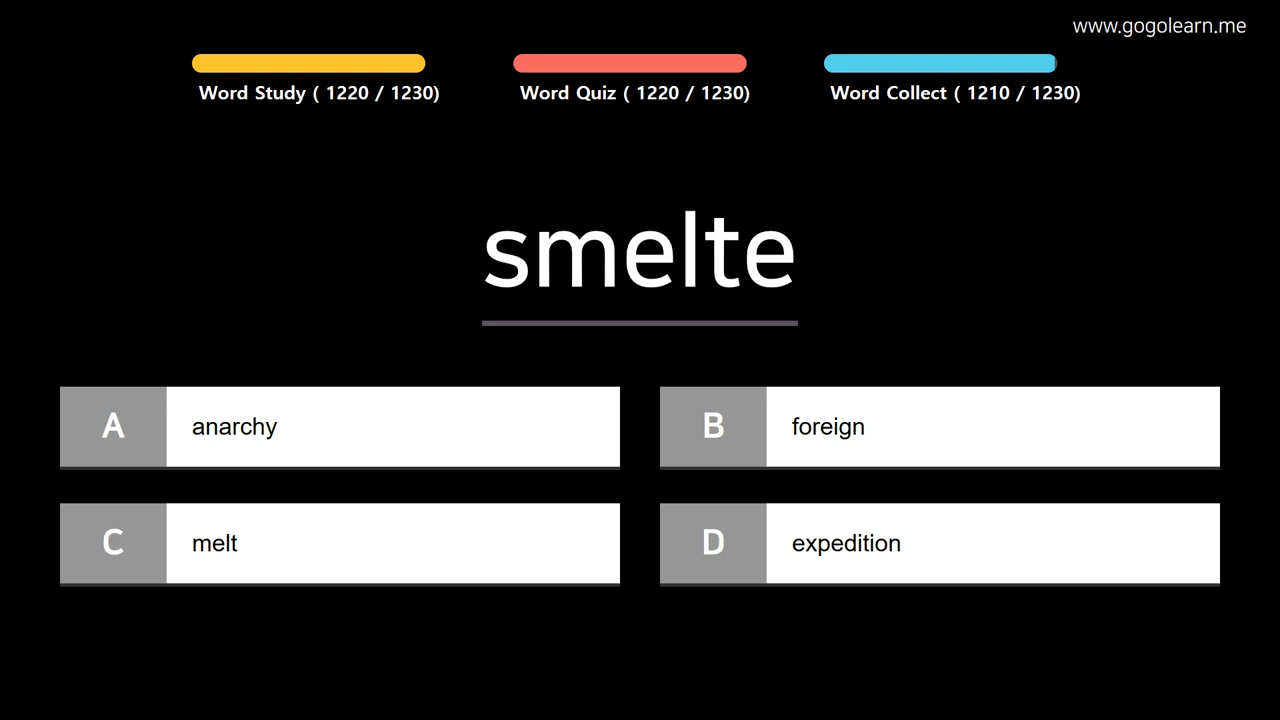 www.gogolearn.me
Word Study ( 1220 / 1230)
Word Quiz ( 1220 / 1230)
Word Collect ( 1210 / 1230)
smelte
A anarchy
B foreign
C melt
D expedition